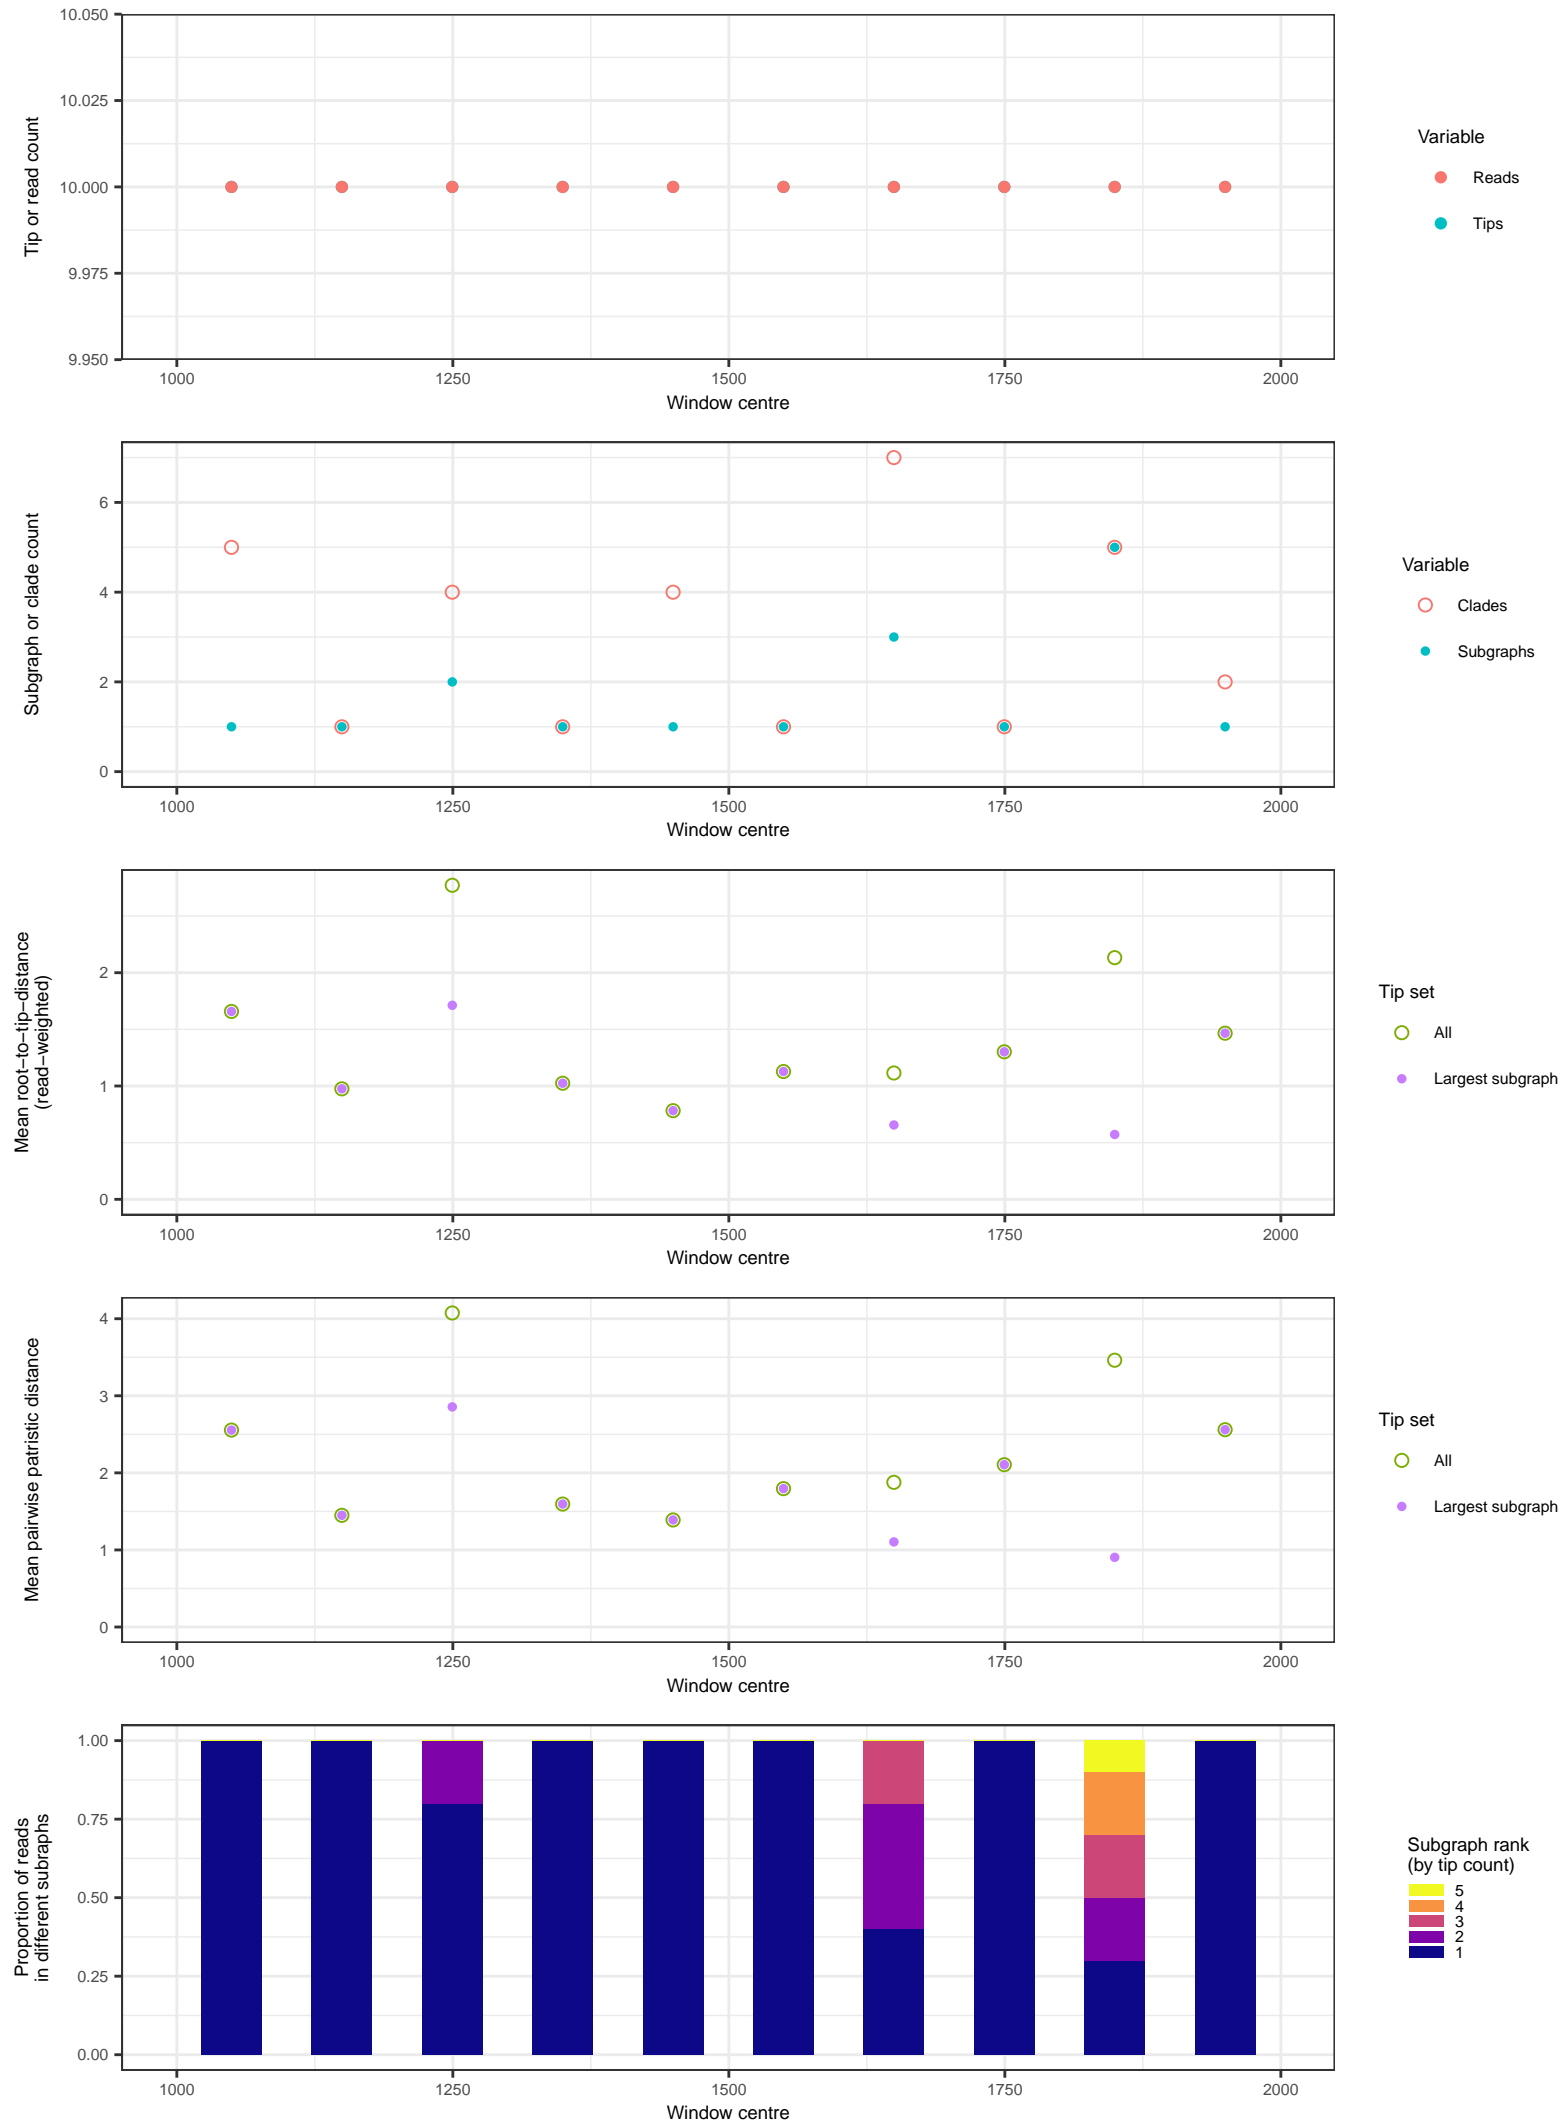 10.050
10.025
10.000
9.975
9.950
Tip or read count
1000 1250 1500 1750 2000
Window centre
Variable
Reads
Tips
6
4
2
0
Subgraph or clade count
1000 1250 1500 1750 2000
Window centre
Variable
Clades
Subgraphs
2
1
0
Mean root−to−tip−distance
(read−weighted)
1000 1250 1500 1750 2000
Window centre
Tip set
All
Largest subgraph
4
3
2
1
0
Mean pairwise patristic distance
1000 1250 1500 1750 2000
Window centre
Tip set
All
Largest subgraph
1.00
0.75
0.50
0.25
0.00
Proportion of reads
in different subraphs
1000 1250 1500 1750 2000
Window centre
Subgraph rank
(by tip count)
5
4
3
2
1